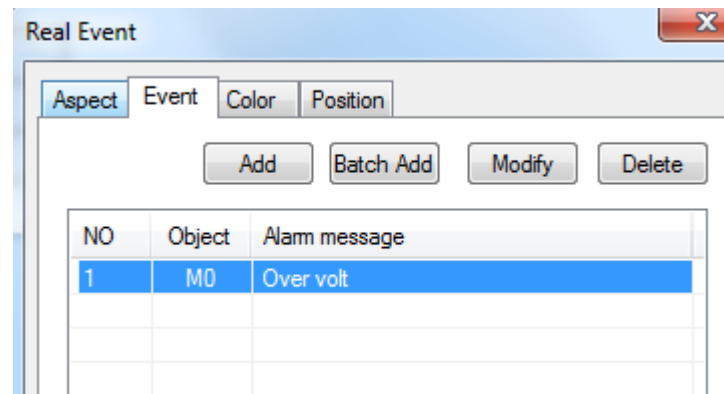 Real Event
Aspect Event Color Position
Add Batch Add Modify Delete
NO Object Alarm message
1 M0 Over volt